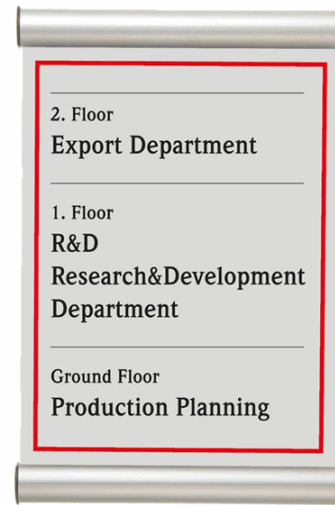 2. Floor
Export Department
1. Floor
R&D
Research&Development
Department
Ground Floor
Production Planning